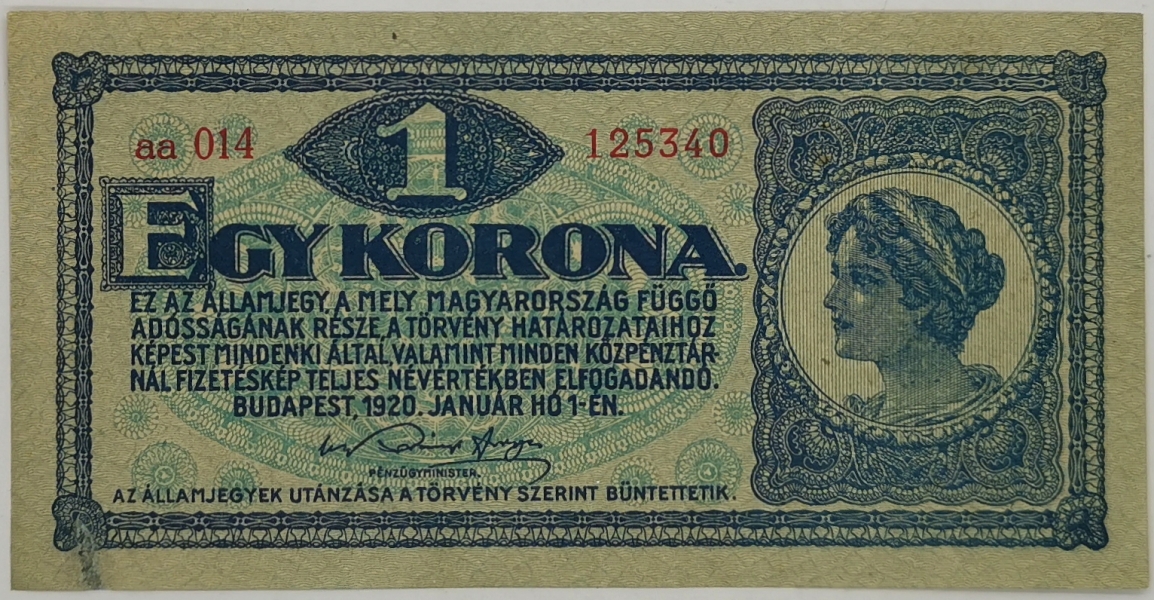 aa 014
1
125340
EGY KORONA.
EZ AZ ÁLLAMJEGY, A MELY MAGYARORSZÁG FÜGGŐ
ADÓSSÁGÁNAK RÉSZE, A TÖRVÉNY HATÁROZATAIHOZ
KÉPEST MINDENKI ÁLTAL, VALAMINT MINDEN KÖZPÉNZTÁR-
NÁL FIZETÉSKÉP TELJES NÉVÉRTÉKBEN ELFOGADANDÓ.
BUDAPEST, 1920. JANUÁR HÓ 1-ÉN.
PÉNZÜGYMINISTER.
AZ ÁLLAMJEGYEK UTÁNZÁSA A TÖRVÉNY SZERINT BÜNTETTETIK.